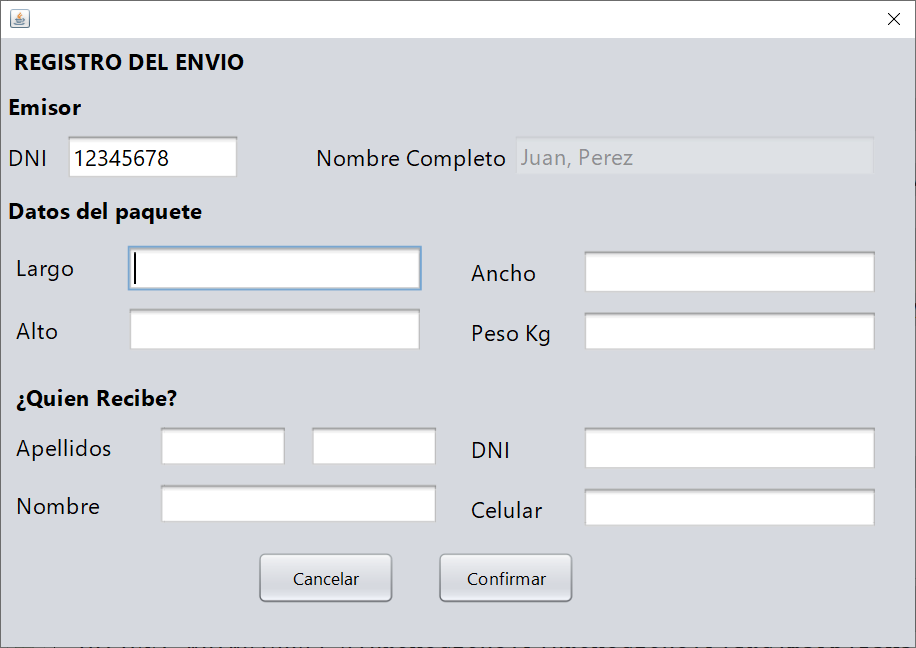 REGISTRO DEL ENVIO
Emisor
DNI 12345678 Nombre Completo Juan, Perez
Datos del paquete
Largo Ancho
Alto Peso Kg
¿Quien Recibe?
Apellidos DNI
Nombre Celular
Cancelar Confirmar